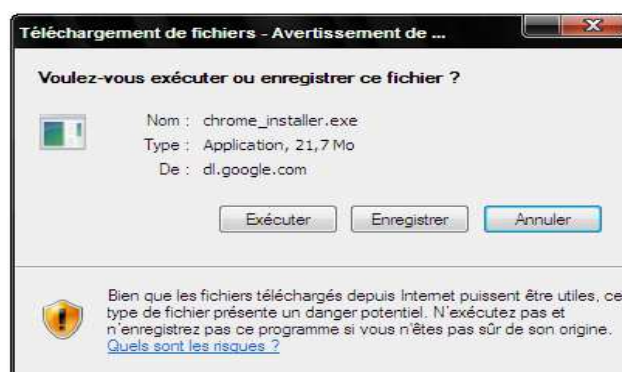 Téléchargement de fichiers - Avertissement de ...
Voulez-vous exécuter ou enregistrer ce fichier ?
Nom : chrome_installer.exe
Type : Application, 21,7 Mo
De : dl.google.com
Exécuter Enregistrer Annuler
Bien que les fichiers téléchargés depuis Internet puissent être utiles, ce
type de fichier présente un danger potentiel. N'exécutez pas et
n'enregistrez pas ce programme si vous n'êtes pas sûr de son origine.
Quels sont les risques ?